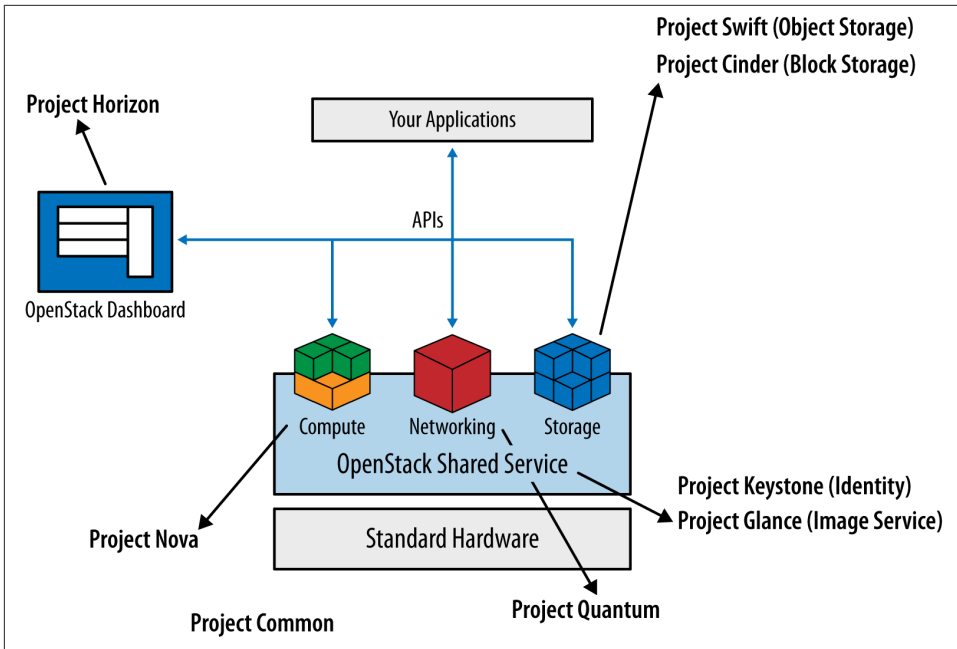 Project Swift (Object Storage)
Project Cinder (Block Storage)
Project Horizon
Your Applications
APIs
OpenStack Dashboard
Compute
Networking
Storage
OpenStack Shared Service
Project Keystone (Identity)
Project Glance (Image Service)
Project Nova
Standard Hardware
Project Quantum
Project Common